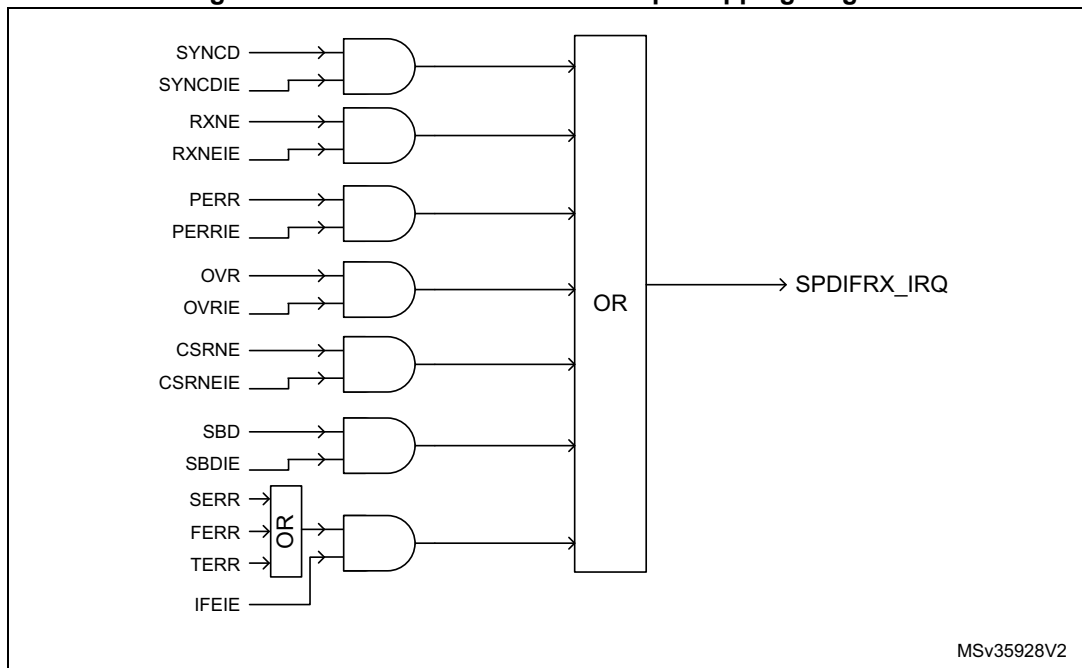 SYNCD
SYNCDIE
RXNE
RXNEIE
PERR
PERRIE
OVR
OVRIE
CSRNE
CSRNEIE
SBD
SBDIE
SERR
FERR
TERR
OR
IFEIE
OR
SPDIFRX_IRQ
MSv35928V2